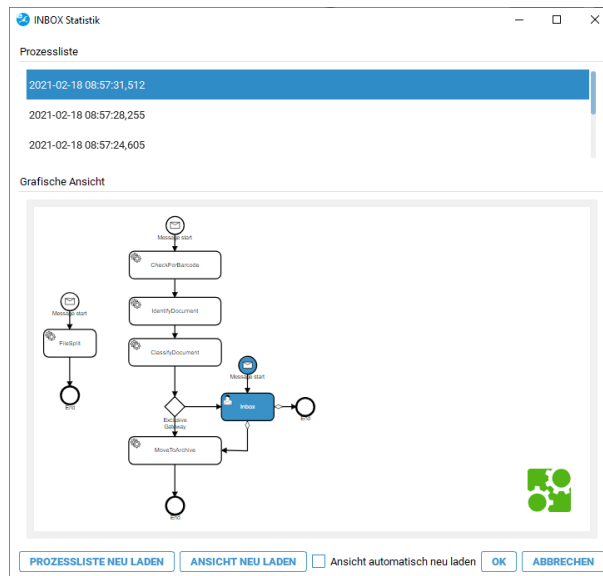 INBOX Statistik
Prozessliste
2021-02-18 08:57:31,512
2021-02-18 08:57:28,255
2021-02-18 08:57:24,605
Grafische Ansicht
Message start
CheckForBarcode
IdentifyDocument
Message start
FileSplit
ClassifyDocument
Message start
End
Inbox
End
Exclusive
Gateway
MoveToArchive
End
PROZESSLISTE NEU LADEN
ANSICHT NEU LADEN
Ansicht automatisch neu laden
OK
ABBRECHEN